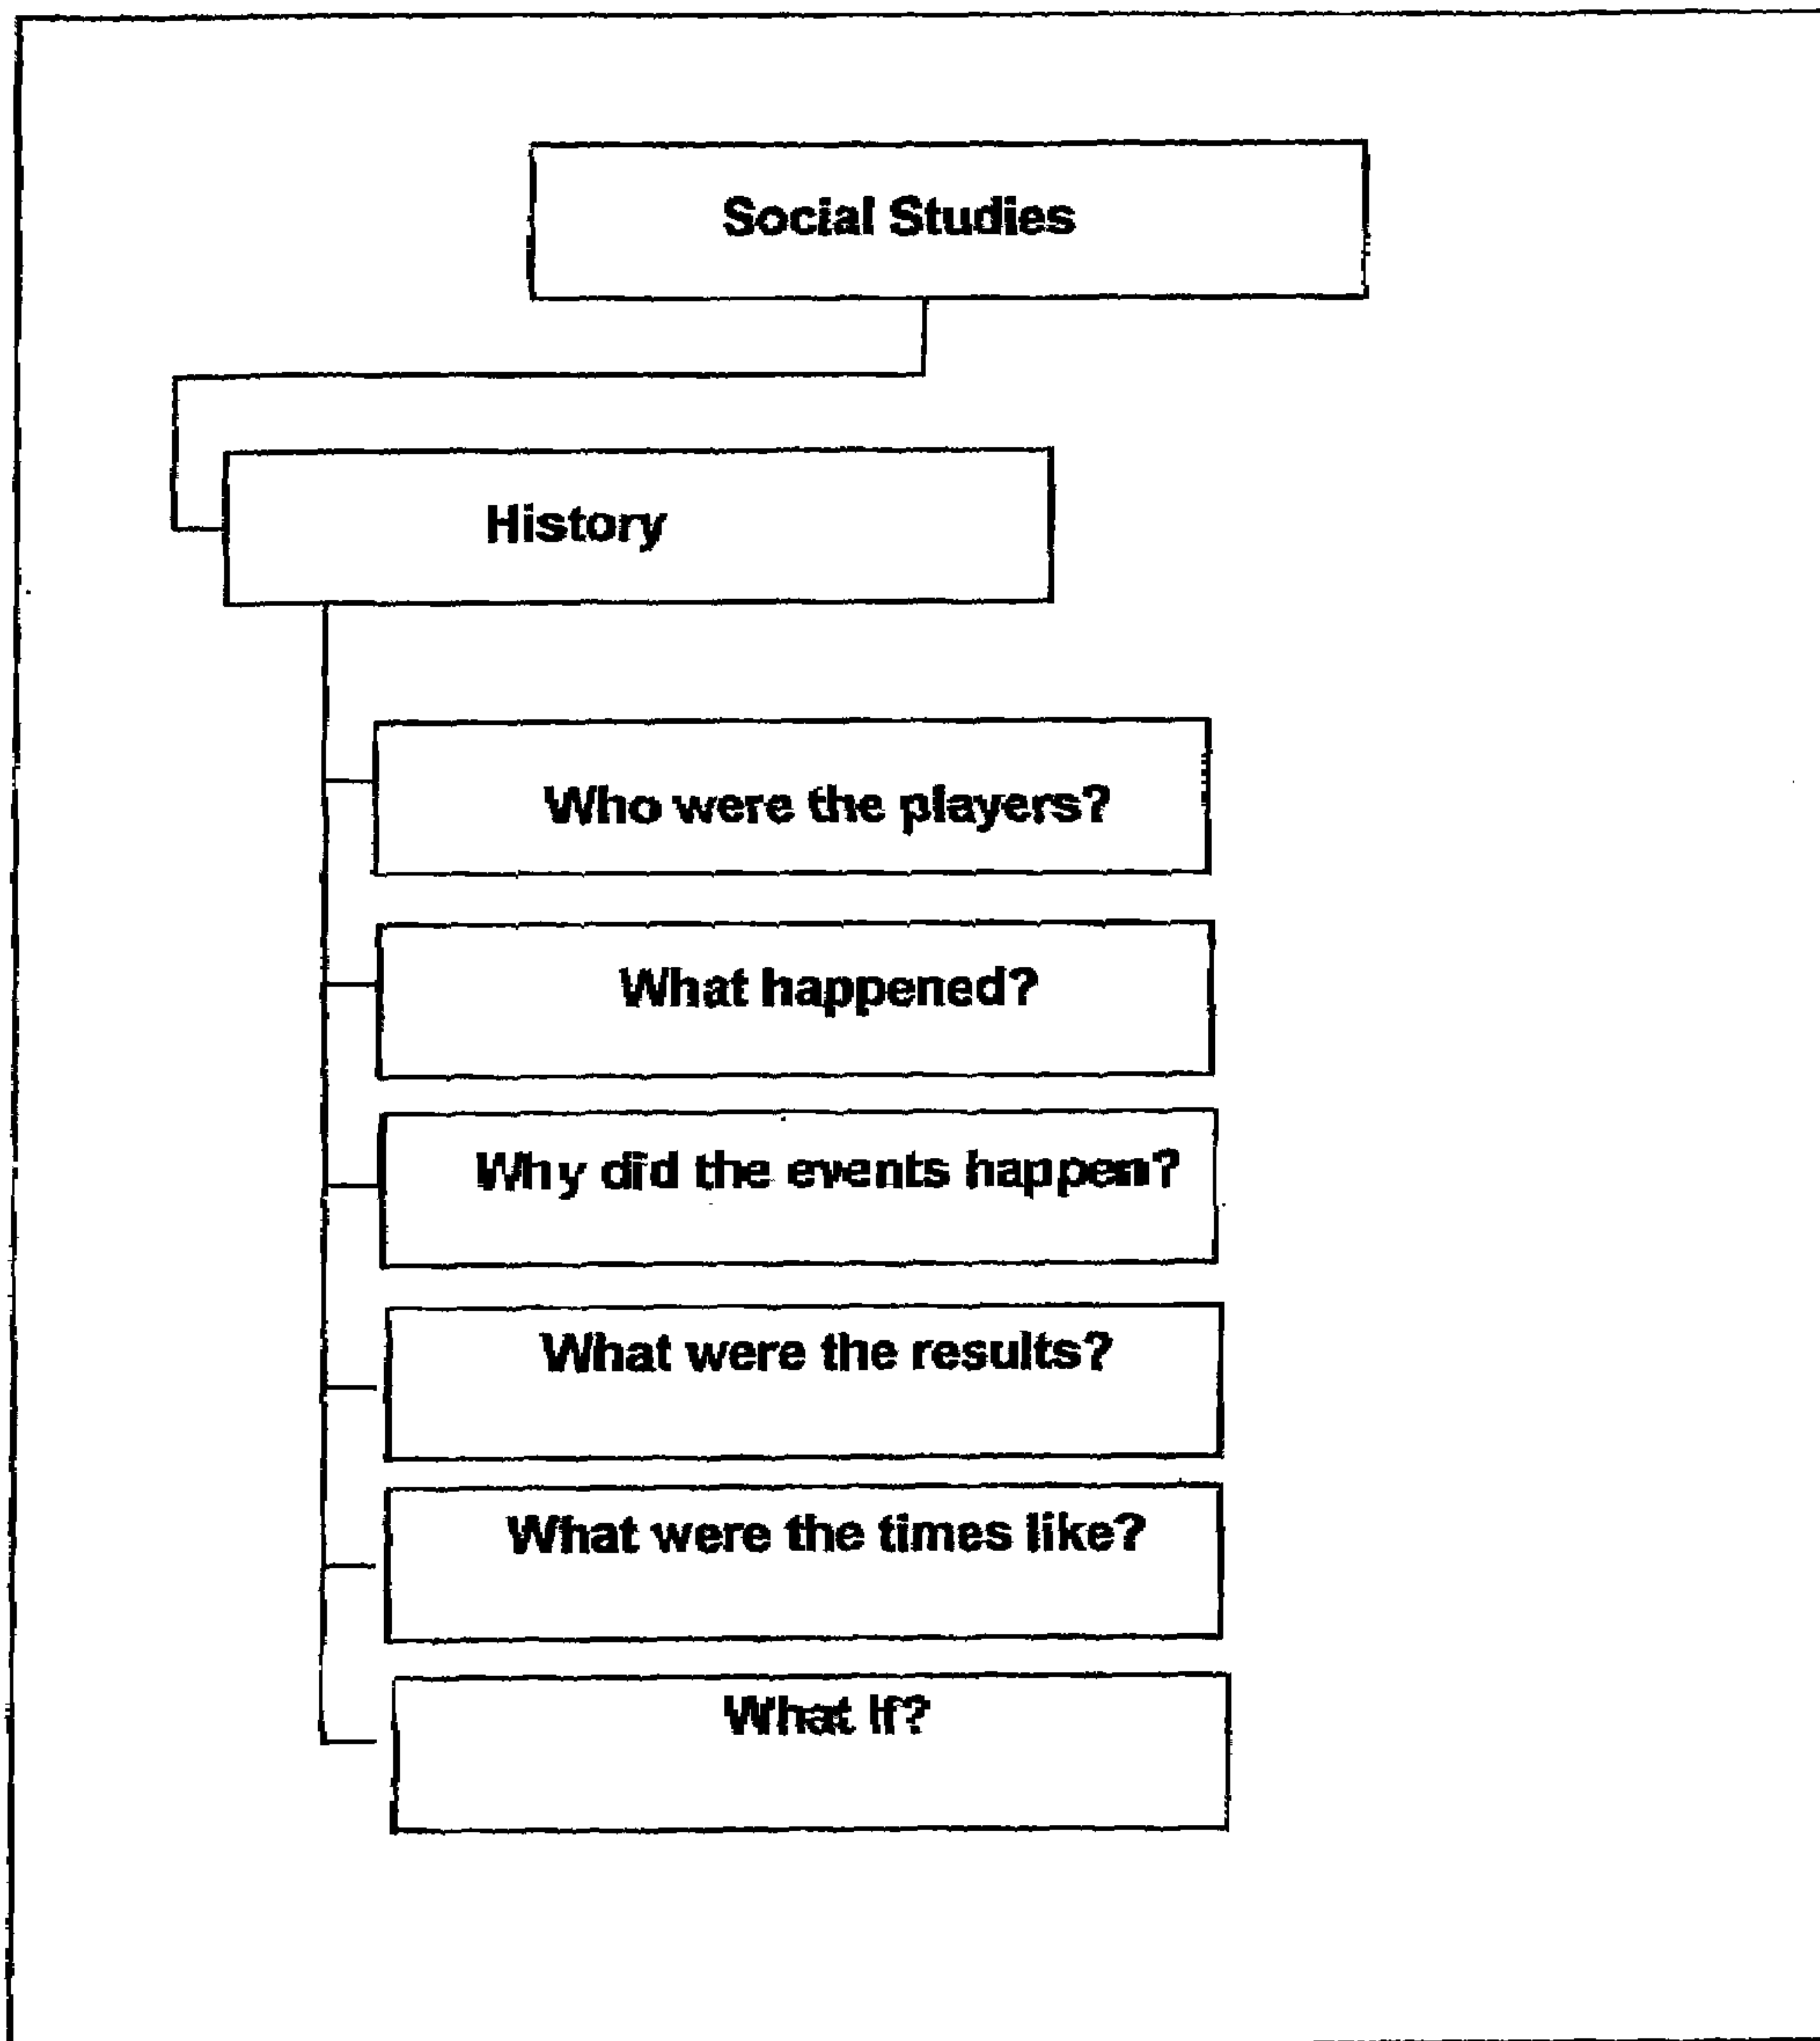 Social Studies
History
Who were the players?
What happened?
Why did the events happen?
What were the results?
What were the times like?
What If?